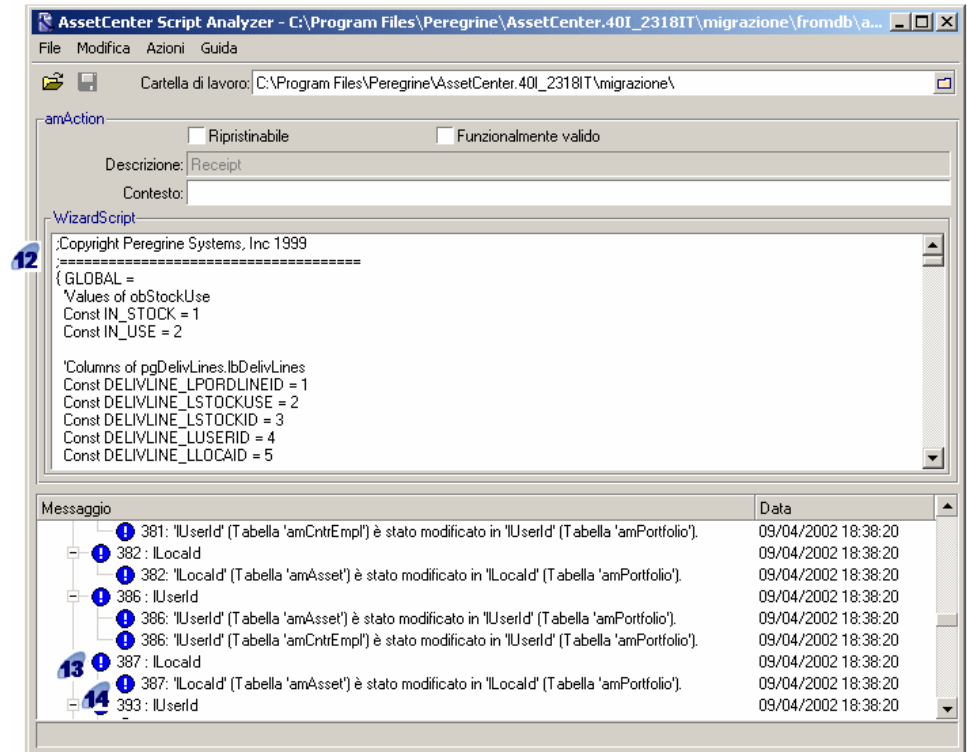 AssetCenter Script Analyzer - C:\Program Files\Peregrine\AssetCenter.40I_2318IT\migrazione\fromdb\a...
File Modifica Azioni Guida
Cartella di lavoro: C:\Program Files\Peregrine\AssetCenter.40I_2318IT\migrazione\
amAction
Ripristinabile Funzionalmente valido
Descrizione: Receipt
Contesto:
WizardScript
12
;Copyright Peregrine Systems, Inc 1999
;=====================================
{ GLOBAL =
'Values of obStockUse
Const IN_STOCK = 1
Const IN_USE = 2
'Columns of pgDelivLines.lbDelivLines
Const DELIVLINE_LPORDLINEID = 1
Const DELIVLINE_LSTOCKUSE = 2
Const DELIVLINE_LSTOCKID = 3
Const DELIVLINE_LUSERID = 4
Const DELIVLINE_LLOCAID = 5
Messaggio Data
381: 'lUserId' (Tabella 'amCntrEmpl') è stato modificato in 'lUserId' (Tabella 'amPortfolio'). 09/04/2002 18:38:20
382 : lLocaId 09/04/2002 18:38:20
382: 'lLocaId' (Tabella 'amAsset') è stato modificato in 'lLocaId' (Tabella 'amPortfolio'). 09/04/2002 18:38:20
386 : lUserId 09/04/2002 18:38:20
386: 'lUserId' (Tabella 'amAsset') è stato modificato in 'lUserId' (Tabella 'amPortfolio'). 09/04/2002 18:38:20
386: 'lUserId' (Tabella 'amCntrEmpl') è stato modificato in 'lUserId' (Tabella 'amPortfolio'). 09/04/2002 18:38:20
13 387 : lLocaId 09/04/2002 18:38:20
387: 'lLocaId' (Tabella 'amAsset') è stato modificato in 'lLocaId' (Tabella 'amPortfolio'). 09/04/2002 18:38:20
14 393 : lUserId 09/04/2002 18:38:20